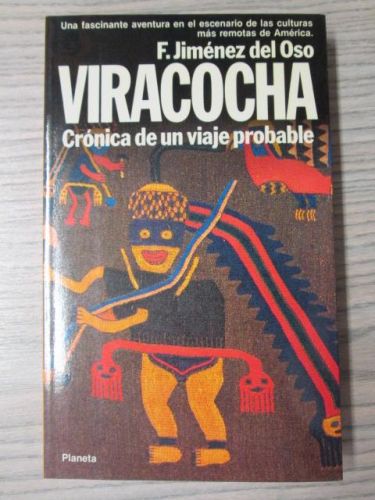 Una fascinante aventura en el escenario de las culturas
más remotas de América.
F. Jiménez del Oso
VIRACOCHA
Crónica de un viaje probable
Planeta